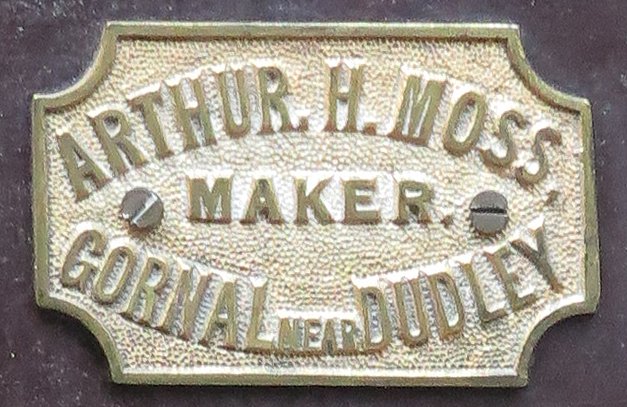 ARTHUR. H. MOSS,
MAKER.
GORNAL NEAR DUDLEY